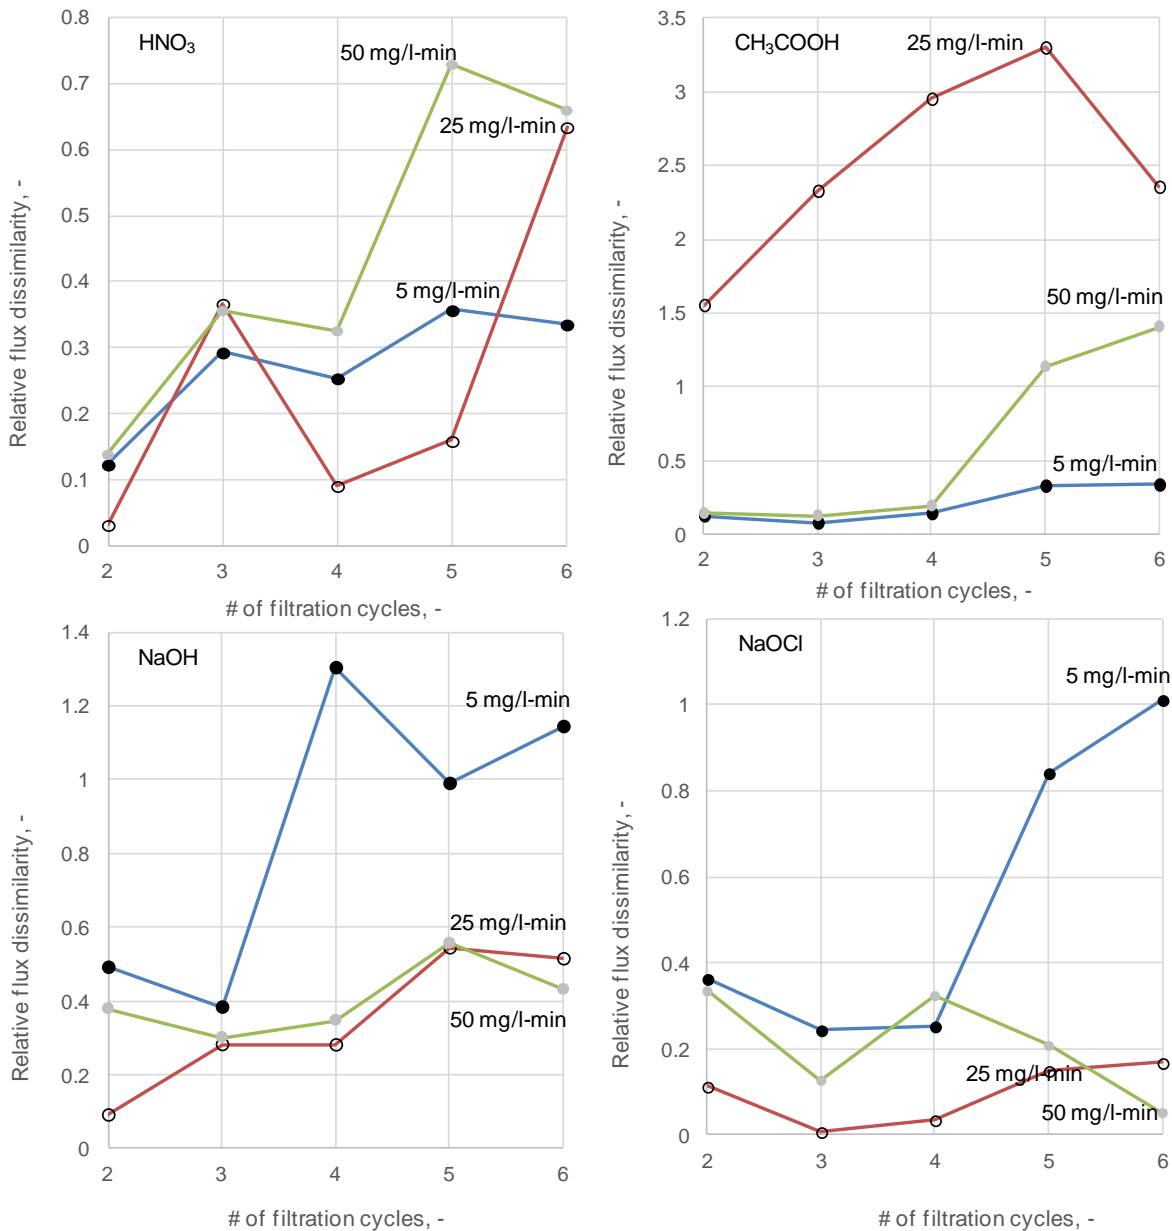 HNO₃
50 mg/l-min
25 mg/l-min
5 mg/l-min
0.8
0.7
0.6
0.5
0.4
0.3
0.2
0.1
0
2 3 4 5 6
Relative flux dissimilarity, -
# of filtration cycles, -
CH₃COOH
25 mg/l-min
50 mg/l-min
5 mg/l-min
3.5
3
2.5
2
1.5
1
0.5
0
2 3 4 5 6
Relative flux dissimilarity, -
# of filtration cycles, -
NaOH
5 mg/l-min
25 mg/l-min
50 mg/l-min
1.4
1.2
1
0.8
0.6
0.4
0.2
0
2 3 4 5 6
Relative flux dissimilarity, -
# of filtration cycles, -
NaOCl
5 mg/l-min
25 mg/l-min
50 mg/l-min
1.2
1
0.8
0.6
0.4
0.2
0
2 3 4 5 6
Relative flux dissimilarity, -
# of filtration cycles, -